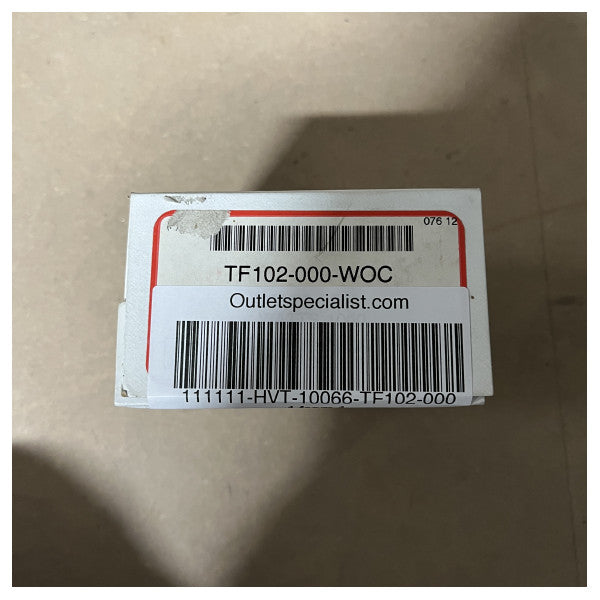 076 12
TF102-000-WOC
Outletspecialist.com
111111-HVT-10066-TF102-000